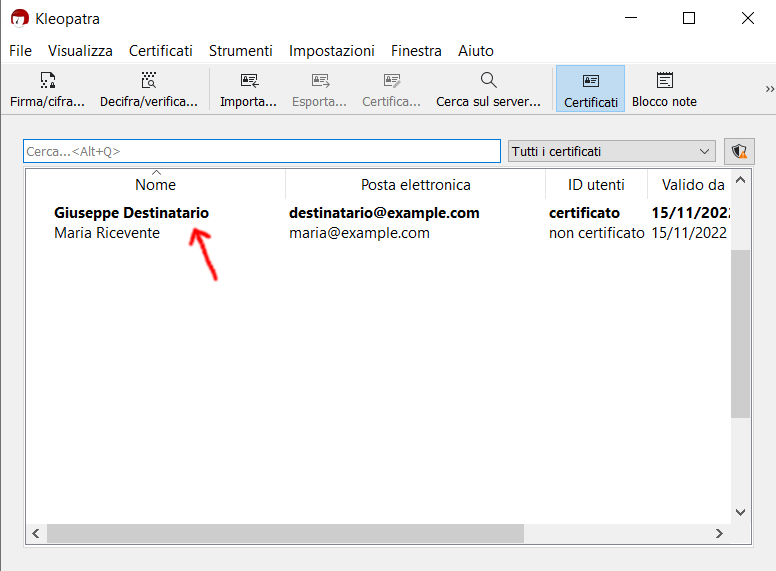 Kleopatra
File Visualizza Certificati Strumenti Impostazioni Finestra Aiuto
Firma/cifra... Decifra/verifica... Importa... Esporta... Certifica... Cerca sul server... Certificati Blocco note
Cerca...<Alt+Q> Tutti i certificati
Nome Posta elettronica ID utenti Valido da
Giuseppe Destinatario destinatario@example.com certificato 15/11/2022
Maria Ricevente maria@example.com non certificato 15/11/2022